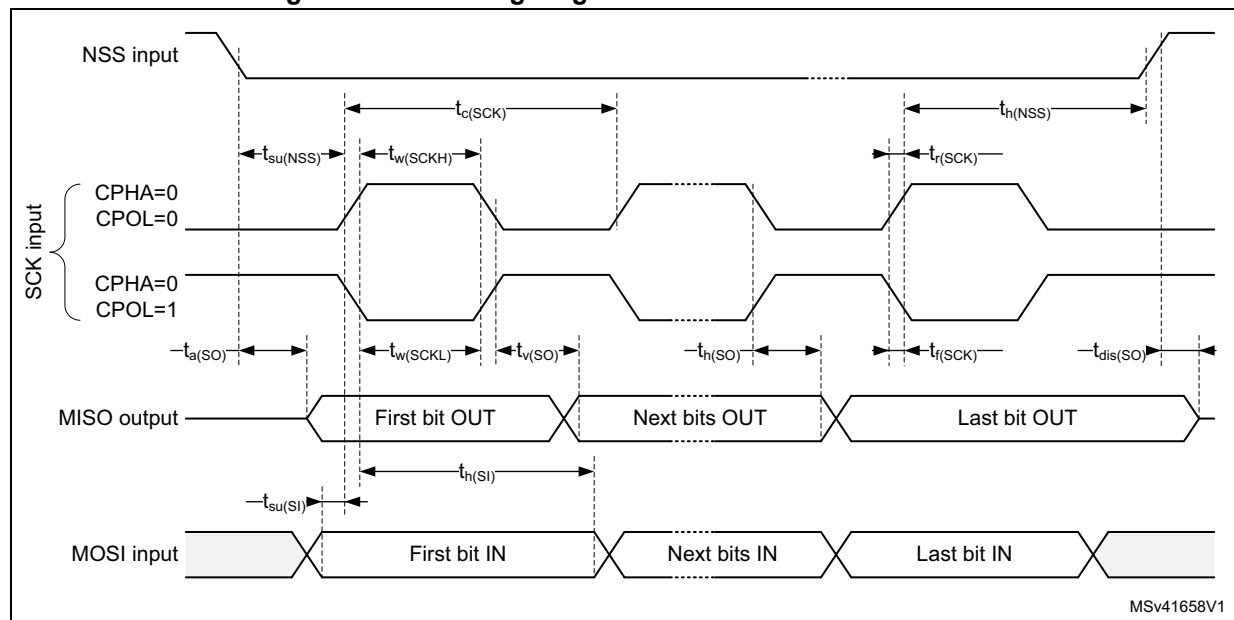 NSS input
tc(SCK)
th(NSS)
tsu(NSS)
tw(SCKH)
tr(SCK)
SCK input
CPHA=0
CPOL=0
CPHA=0
CPOL=1
ta(SO)
tw(SCKL)
tv(SO)
th(SO)
tf(SCK)
tdis(SO)
MISO output
First bit OUT
Next bits OUT
Last bit OUT
th(SI)
tsu(SI)
MOSI input
First bit IN
Next bits IN
Last bit IN
MSv41658V1